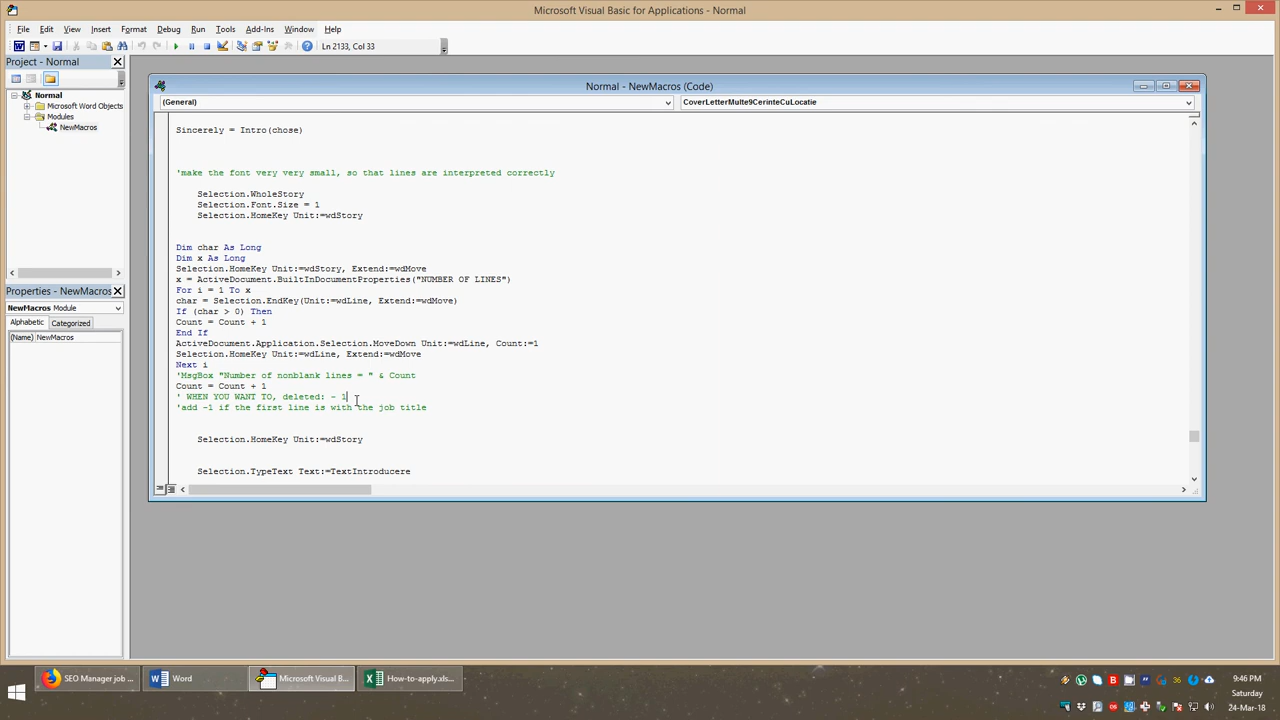 Microsoft Visual Basic for Applications - Normal
File Edit View Insert Format Debug Run Tools Add-Ins Window Help
Ln 2133, Col 33
Project - Normal
Normal
Microsoft Word Objects
Modules
NewMacros
Properties - NewMacros
NewMacros Module
Alphabetic Categorized
(Name) NewMacros
Normal - NewMacros (Code)
(General) CoverLetterMulte9CerinteCuLocatie
Sincerely = Intro(chose)
'make the font very very small, so that lines are interpreted correctly
Selection.WholeStory
Selection.Font.Size = 1
Selection.HomeKey Unit:=wdStory
Dim char As Long
Dim x As Long
Selection.HomeKey Unit:=wdStory, Extend:=wdMove
x = ActiveDocument.BuiltInDocumentProperties("NUMBER OF LINES")
For i = 1 To x
char = Selection.EndKey(Unit:=wdLine, Extend:=wdMove)
If (char > 0) Then
Count = Count + 1
End If
ActiveDocument.Application.Selection.MoveDown Unit:=wdLine, Count:=1
Selection.HomeKey Unit:=wdLine, Extend:=wdMove
Next i
'MsgBox "Number of nonblank lines = " & Count
Count = Count + 1
' WHEN YOU WANT TO, deleted: - 1
'add -1 if the first line is with the job title
Selection.HomeKey Unit:=wdStory
Selection.TypeText Text:=TextIntroducere
SEO Manager job ... Word Microsoft Visual B... How-to-apply.xls...
36
9:46 PM
Saturday
24-Mar-18